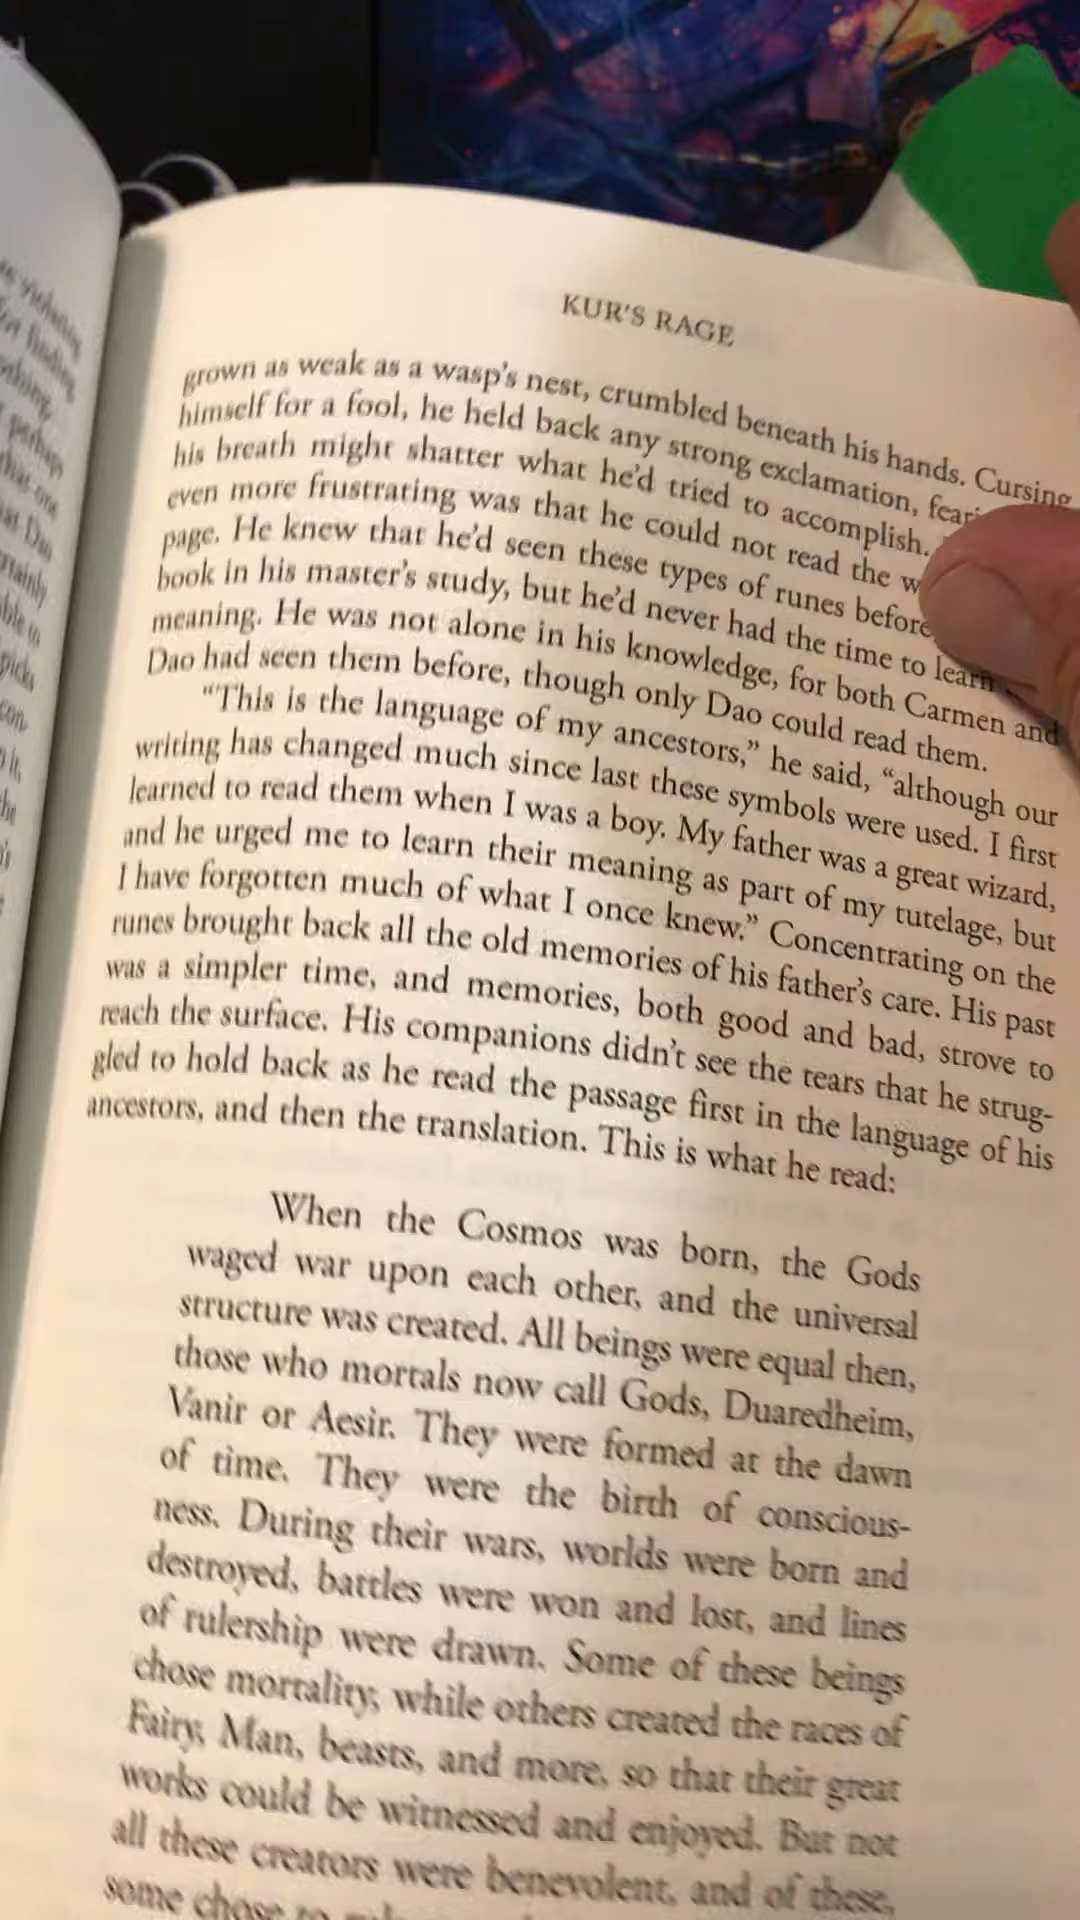 KUR'S RAGE
grown as weak as a wasp's nest, crumbled beneath his hands. Cursing
himself for a fool, he held back any strong exclamation,
his breath might shatter what he'd tried to accomplish.
even more frustrating was that he could not read the
page. He knew that he'd seen these types of runes before
book in his master's study, but he'd never had the time to learn
meaning. He was not alone in his knowledge, for both Carmen and
Dao had seen them before, though only Dao could read them.
"This is the language of my ancestors," he said, "although our
writing has changed much since last these symbols were used. I first
learned to read them when I was a boy. My father was a great wizard,
and he urged me to learn their meaning as part of my tutelage, but
I have forgotten much of what I once knew." Concentrating on the
runes brought back all the old memories of his father's care. His past
was a simpler time, and memories, both good and bad, strove to
reach the surface. His companions didn't see the tears that he strug-
gled to hold back as he read the passage first in the language of his
ancestors, and then the translation. This is what he read:
When the Cosmos was born, the Gods
waged war upon each other, and the universal
structure was created. All beings were equal then,
those who mortals now call Gods, Duaredheim,
Vanir or Aesir. They were formed at the dawn
of time. They were the birth of conscious-
ness. During their wars, worlds were born and
destroyed, battles were won and lost, and lines
of rulership were drawn. Some of these beings
chose mortality; while others created the races of
Fairy, Man, beasts, and more, so that their great
works could be witnessed and enjoyed. But not
all these creators were benevolent, and of these,
some chose to